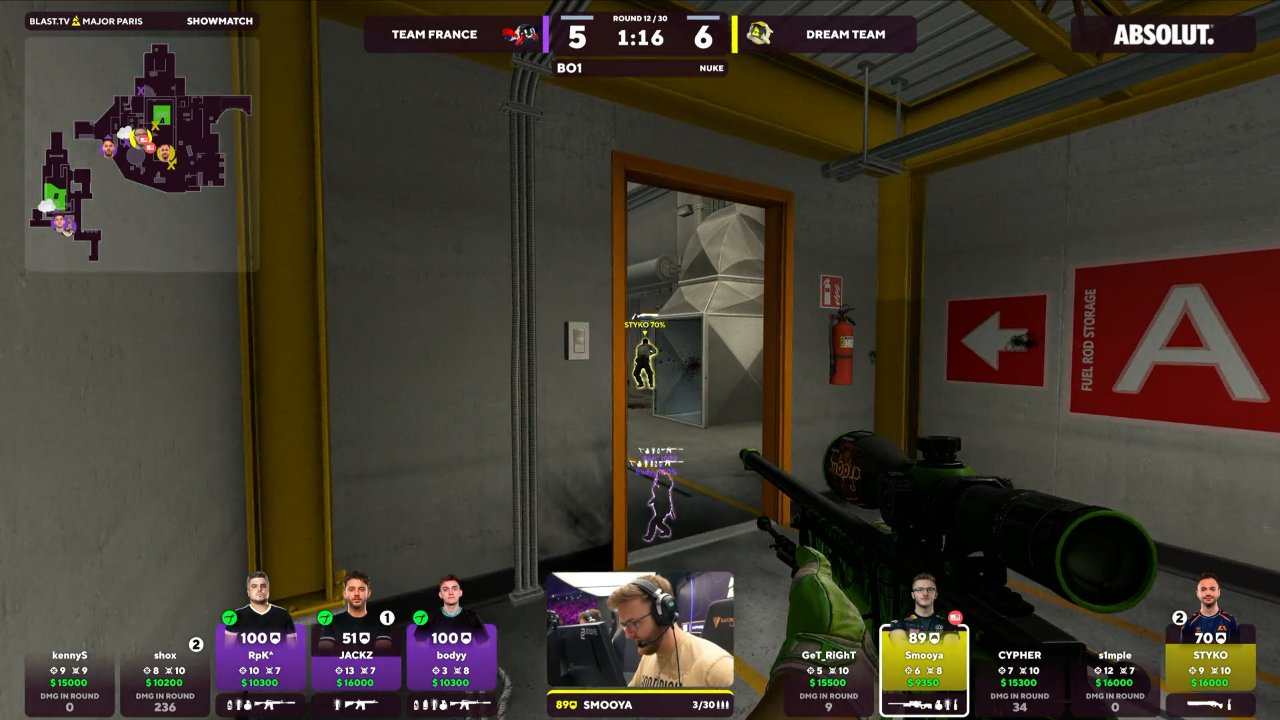 BLAST.TV MAJOR PARIS SHOWMATCH
TEAM FRANCE
5
ROUND 12 / 30
1:16
6
DREAM TEAM
BO1 NUKE
ABSOLUT.
STYKO 70%
FUEL ROD STORAGE
A
smooya
kennyS
9 9
$15000
DMG IN ROUND
0
2
shox
8 10
$10200
DMG IN ROUND
236
100
RpK^
10 7
$10300
1
51
JACKZ
13 7
$16000
100
bodyy
3 8
$10300
89 SMOOYA 3/30
GeT_RiGhT
5 10
$15500
DMG IN ROUND
9
89
Smooya
6 8
$9350
CYPHER
7 10
$15300
DMG IN ROUND
34
s1mple
12 7
$16000
DMG IN ROUND
0
2
70
STYKO
9 10
$16000